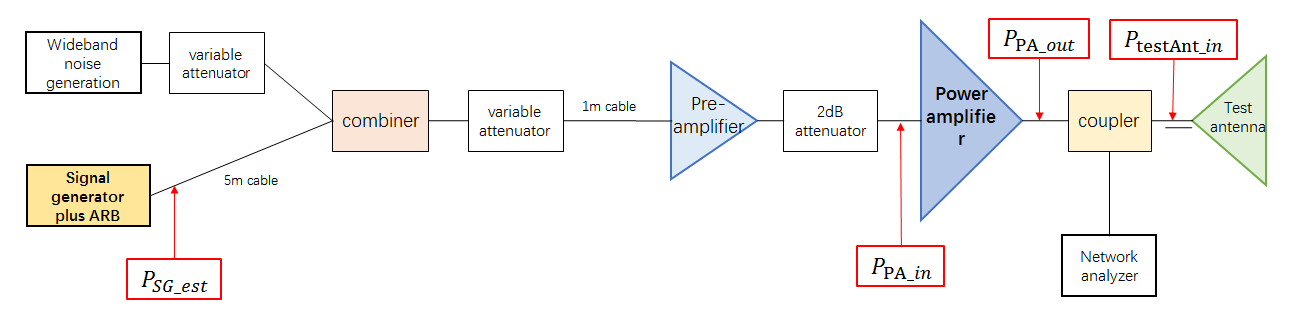 Wideband
noise
generation
variable
attenuator
combiner
variable
attenuator
1m cable
Pre-
amplifier
2dB
attenuator
Power
amplifie
r
P_PA_out
coupler
P_testAnt_in
Test
antenna
Signal
generator
plus ARB
5m cable
P_SG_est
P_PA_in
Network
analyzer